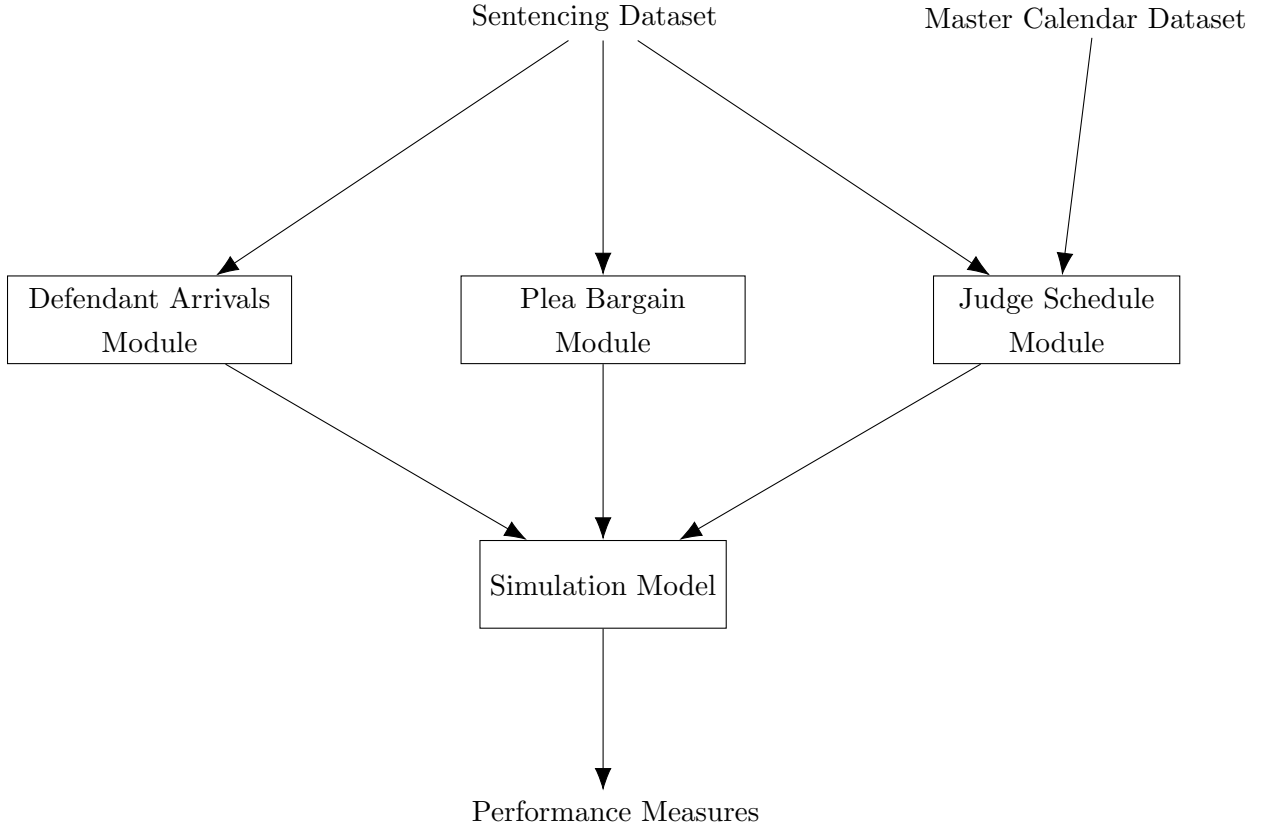 Sentencing Dataset
Master Calendar Dataset
Defendant Arrivals
Module
Plea Bargain
Module
Judge Schedule
Module
Simulation Model
Performance Measures